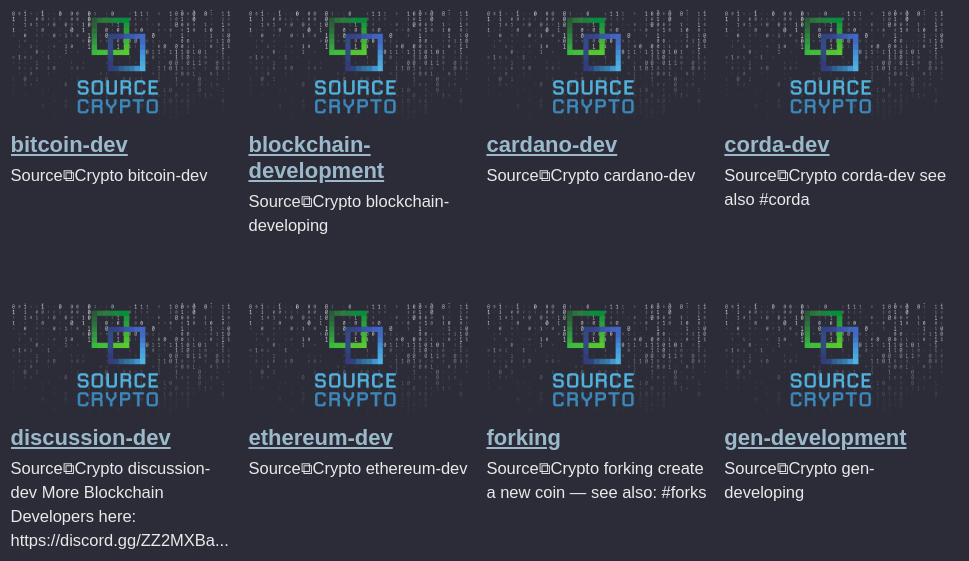 SOURCE
CRYPTO
bitcoin-dev
Source⧉Crypto bitcoin-dev
SOURCE
CRYPTO
blockchain-
development
Source⧉Crypto blockchain-
developing
SOURCE
CRYPTO
cardano-dev
Source⧉Crypto cardano-dev
SOURCE
CRYPTO
corda-dev
Source⧉Crypto corda-dev see
also #corda
SOURCE
CRYPTO
discussion-dev
Source⧉Crypto discussion-
dev More Blockchain
Developers here:
https://discord.gg/ZZ2MXBa...
SOURCE
CRYPTO
ethereum-dev
Source⧉Crypto ethereum-dev
SOURCE
CRYPTO
forking
Source⧉Crypto forking create
a new coin — see also: #forks
SOURCE
CRYPTO
gen-development
Source⧉Crypto gen-
developing